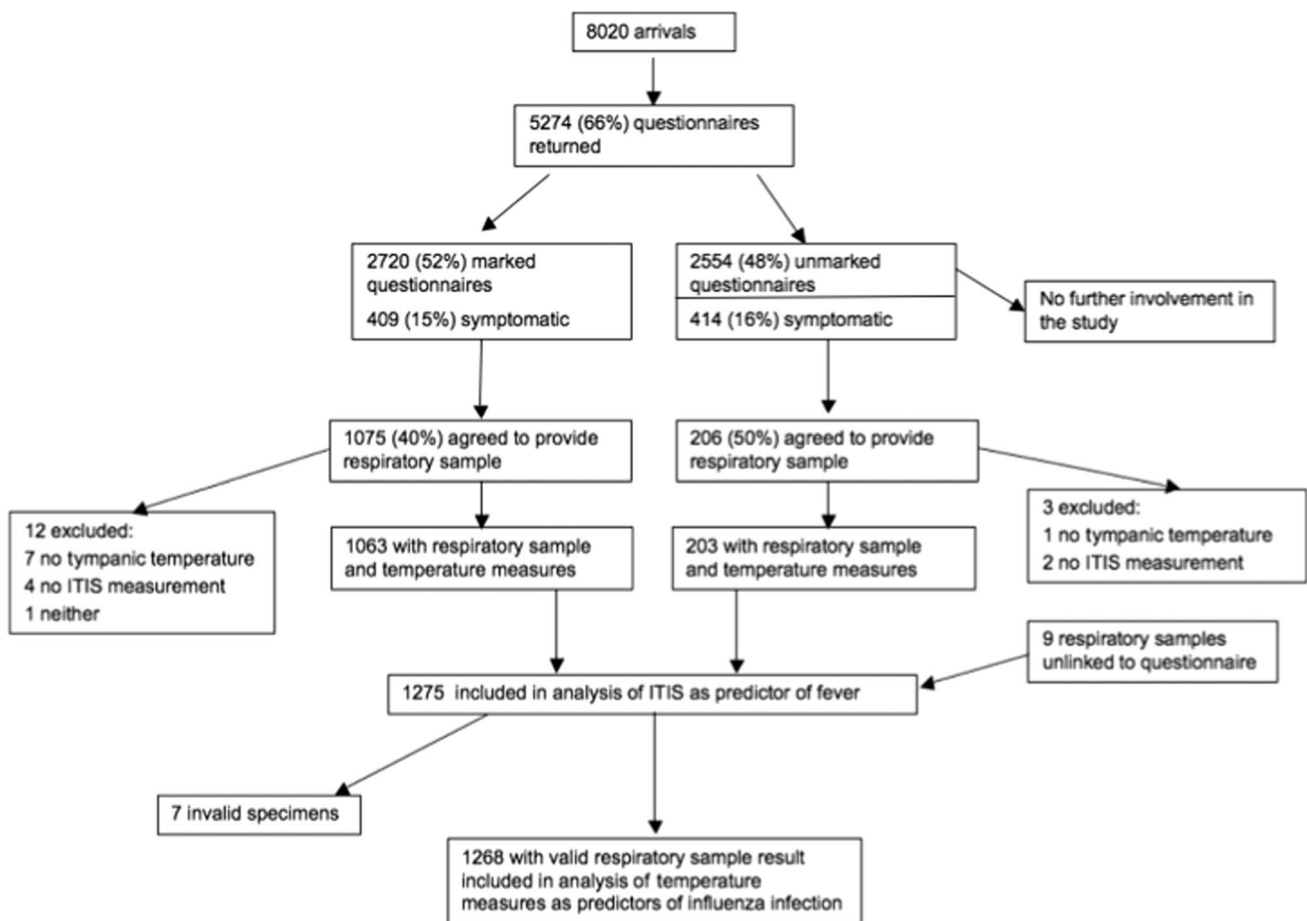 8020 arrivals
5274 (66%) questionnaires
returned
2720 (52%) marked
questionnaires
409 (15%) symptomatic
2554 (48%) unmarked
questionnaires
414 (16%) symptomatic
No further involvement in
the study
1075 (40%) agreed to provide
respiratory sample
206 (50%) agreed to provide
respiratory sample
12 excluded:
7 no tympanic temperature
4 no ITIS measurement
1 neither
1063 with respiratory sample
and temperature measures
203 with respiratory sample
and temperature measures
3 excluded:
1 no tympanic temperature
2 no ITIS measurement
9 respiratory samples
unlinked to questionnaire
1275 included in analysis of ITIS as predictor of fever
7 invalid specimens
1268 with valid respiratory sample result
included in analysis of temperature
measures as predictors of influenza infection